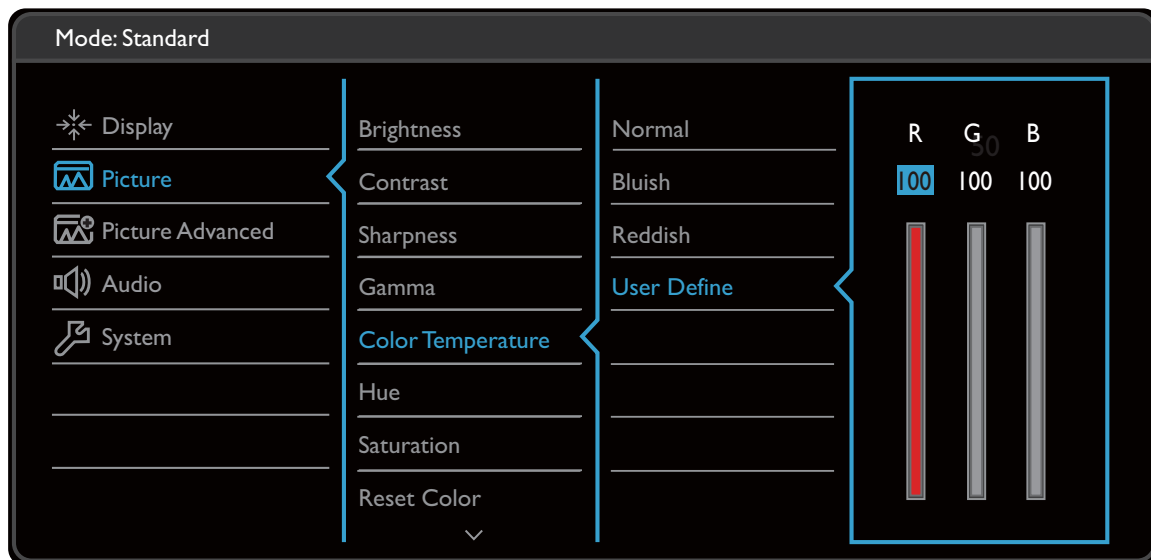 Mode: Standard
Display
Picture
Picture Advanced
Audio
System
Brightness
Contrast
Sharpness
Gamma
Color Temperature
Hue
Saturation
Reset Color
Normal
Bluish
Reddish
User Define
R G B
50
100 100 100